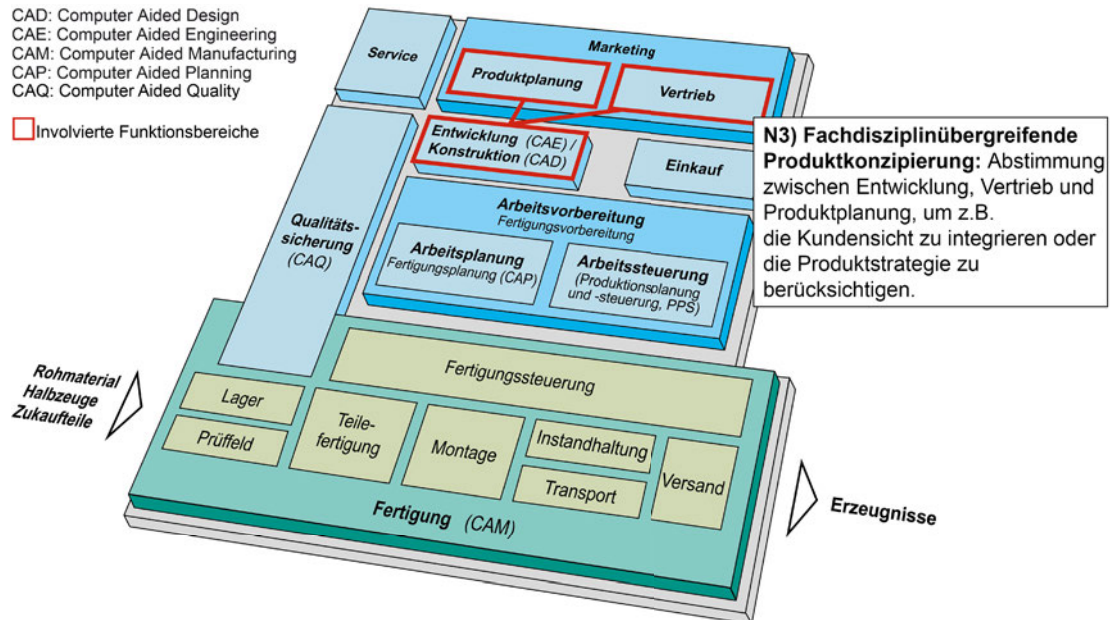 CAD: Computer Aided Design
CAE: Computer Aided Engineering
CAM: Computer Aided Manufacturing
CAP: Computer Aided Planning
CAQ: Computer Aided Quality
Involvierte Funktionsbereiche
Service
Marketing
Produktplanung
Vertrieb
Entwicklung (CAE) /
Konstruktion (CAD)
Einkauf
N3) Fachdisziplinübergreifende
Produktkonzipierung: Abstimmung
zwischen Entwicklung, Vertrieb und
Produktplanung, um z.B.
die Kundensicht zu integrieren oder
die Produktstrategie zu
berücksichtigen.
Qualitäts-
sicherung
(CAQ)
Arbeitsvorbereitung
Fertigungsvorbereitung
Arbeitsplanung
Fertigungsplanung (CAP)
Arbeitssteuerung
(Produktionsplanung
und -steuerung, PPS)
Rohmaterial
Halbzeuge
Zukaufteile
Fertigungssteuerung
Lager
Prüffeld
Teile-
fertigung
Montage
Instandhaltung
Transport
Versand
Fertigung (CAM)
Erzeugnisse